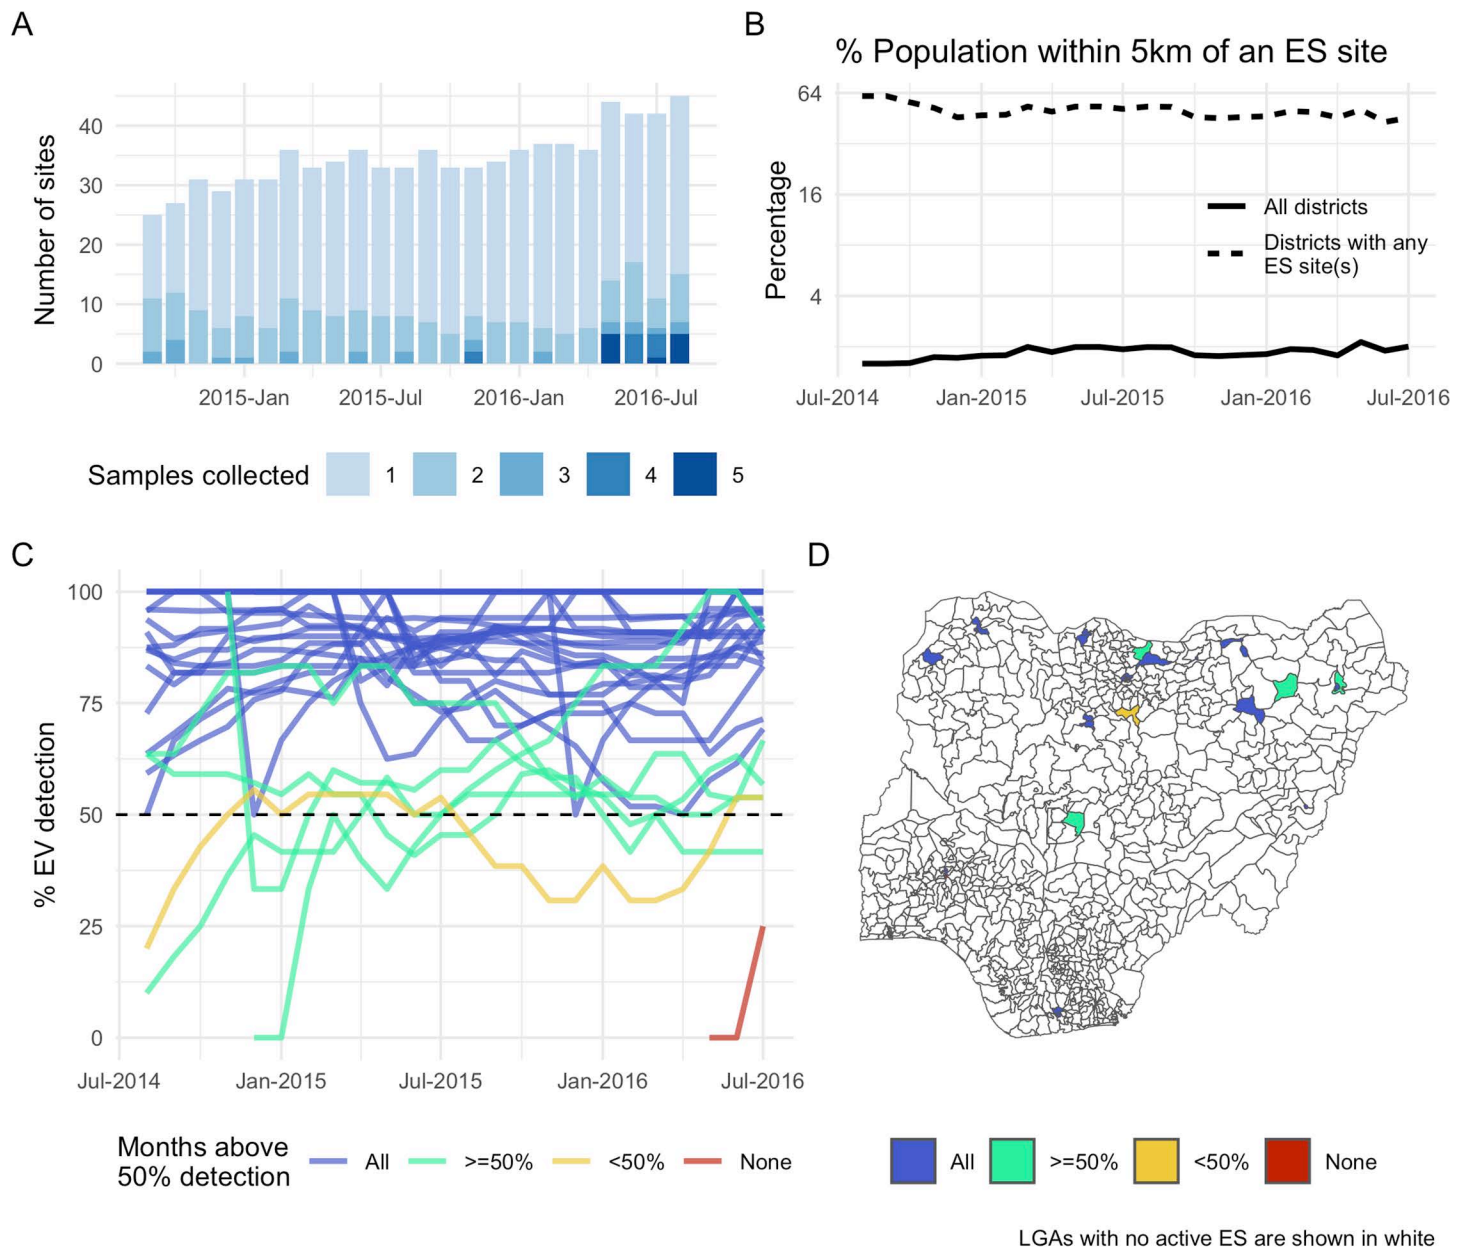 A
Number of sites
40
30
20
10
0
2015-Jan 2015-Jul 2016-Jan 2016-Jul
Samples collected 1 2 3 4 5
B
% Population within 5km of an ES site
Percentage
64
16
4
All districts
Districts with any
ES site(s)
Jul-2014 Jan-2015 Jul-2015 Jan-2016 Jul-2016
C
% EV detection
100
75
50
25
0
Jul-2014 Jan-2015 Jul-2015 Jan-2016 Jul-2016
Months above
50% detection
All >=50% <50% None
D
All >=50% <50% None
LGAs with no active ES are shown in white